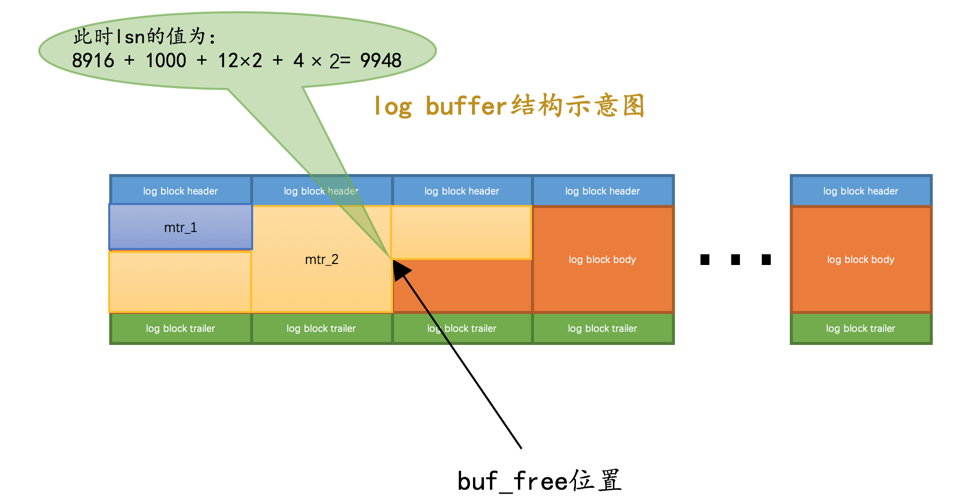 此时lsn的值为：
8916 + 1000 + 12×2 + 4 × 2= 9948
log buffer结构示意图
log block header
log block header
log block header
log block header
log block header
mtr_1
mtr_2
log block body
log block body
log block trailer
log block trailer
log block trailer
log block trailer
log block trailer
buf_free位置